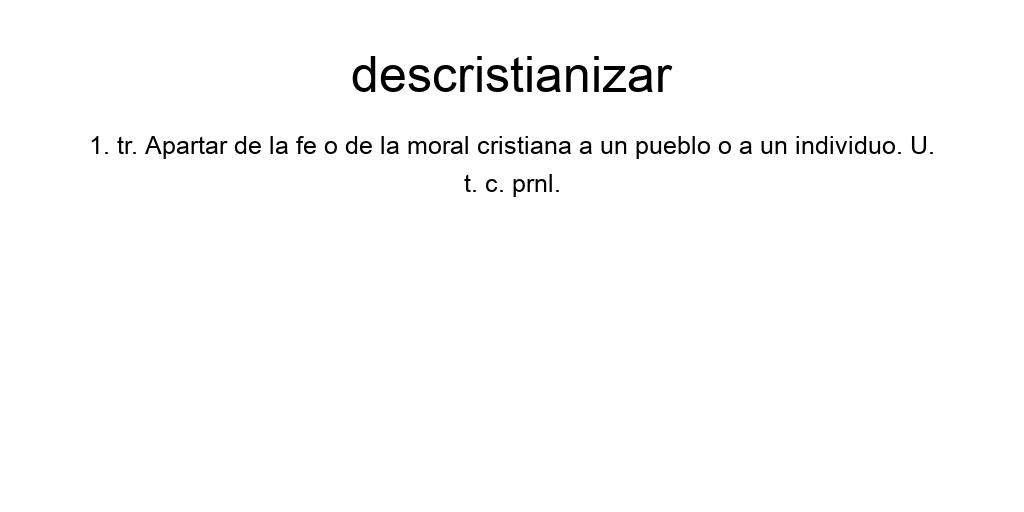 descristianizar
1. tr. Apartar de la fe o de la moral cristiana a un pueblo o a un individuo. U.
t. c. prnl.